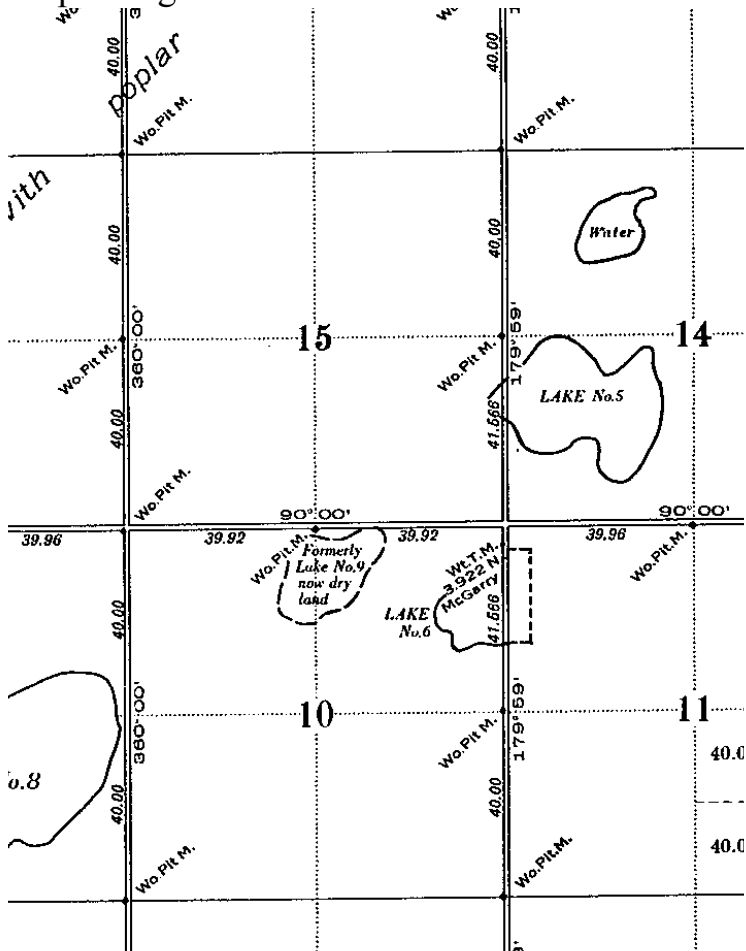 40.00
poplar
40.00
Wo.Pit M.
Wo.Pit M.
with
40.00
40.00
Water
360°00'
15
179°59'
14
Wo.Pit M.
Wo.Pit M.
LAKE No.5
40.00
41.566
Wo.Pit M.
90°00'
90°00'
39.96
39.92
39.92
39.96
Wo.Pit M.
Formerly
Lake No.9
now dry
land
Wt.T.M.
3.922 N
McGarry
Wo.Pit M.
LAKE
No.6
40.00
41.566
360°00'
10
179°59'
11
Wo.Pit M.
o.8
40.0
40.00
40.00
40.0
Wo.Pit M.
Wo.Pit.M.